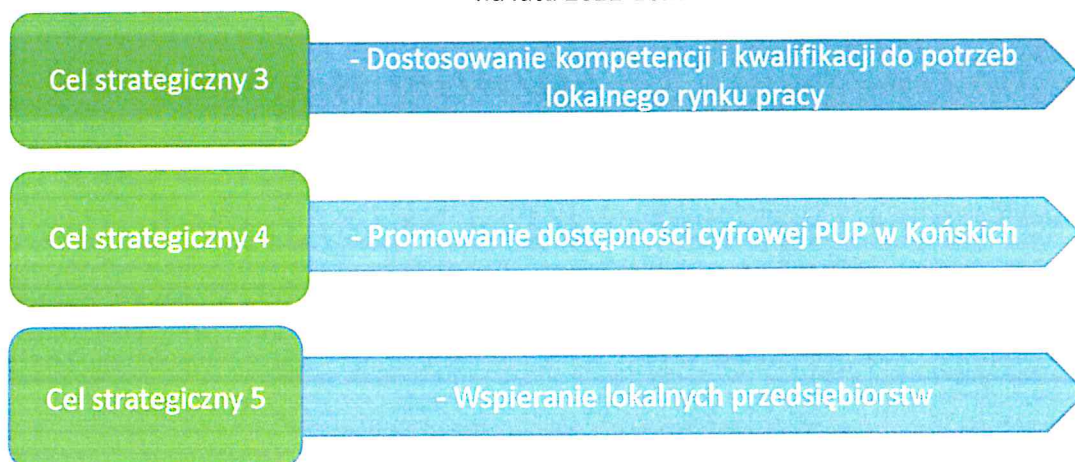 Cel strategiczny 3
- Dostosowanie kompetencji i kwalifikacji do potrzeb
lokalnego rynku pracy
Cel strategiczny 4
- Promowanie dostępności cyfrowej PUP w Końskich
Cel strategiczny 5
- Wspieranie lokalnych przedsiębiorstw